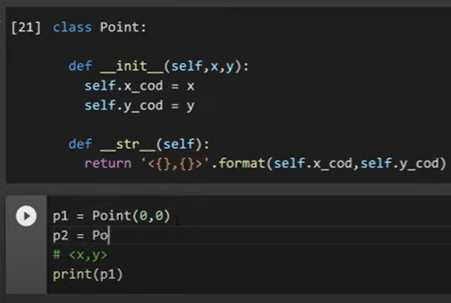 [21] class Point:
def __init__(self,x,y):
self.x_cod = x
self.y_cod = y
def __str__(self):
return '<{},{}>'.format(self.x_cod,self.y_cod)
p1 = Point(0,0)
p2 = Po
# <x,y>
print(p1)